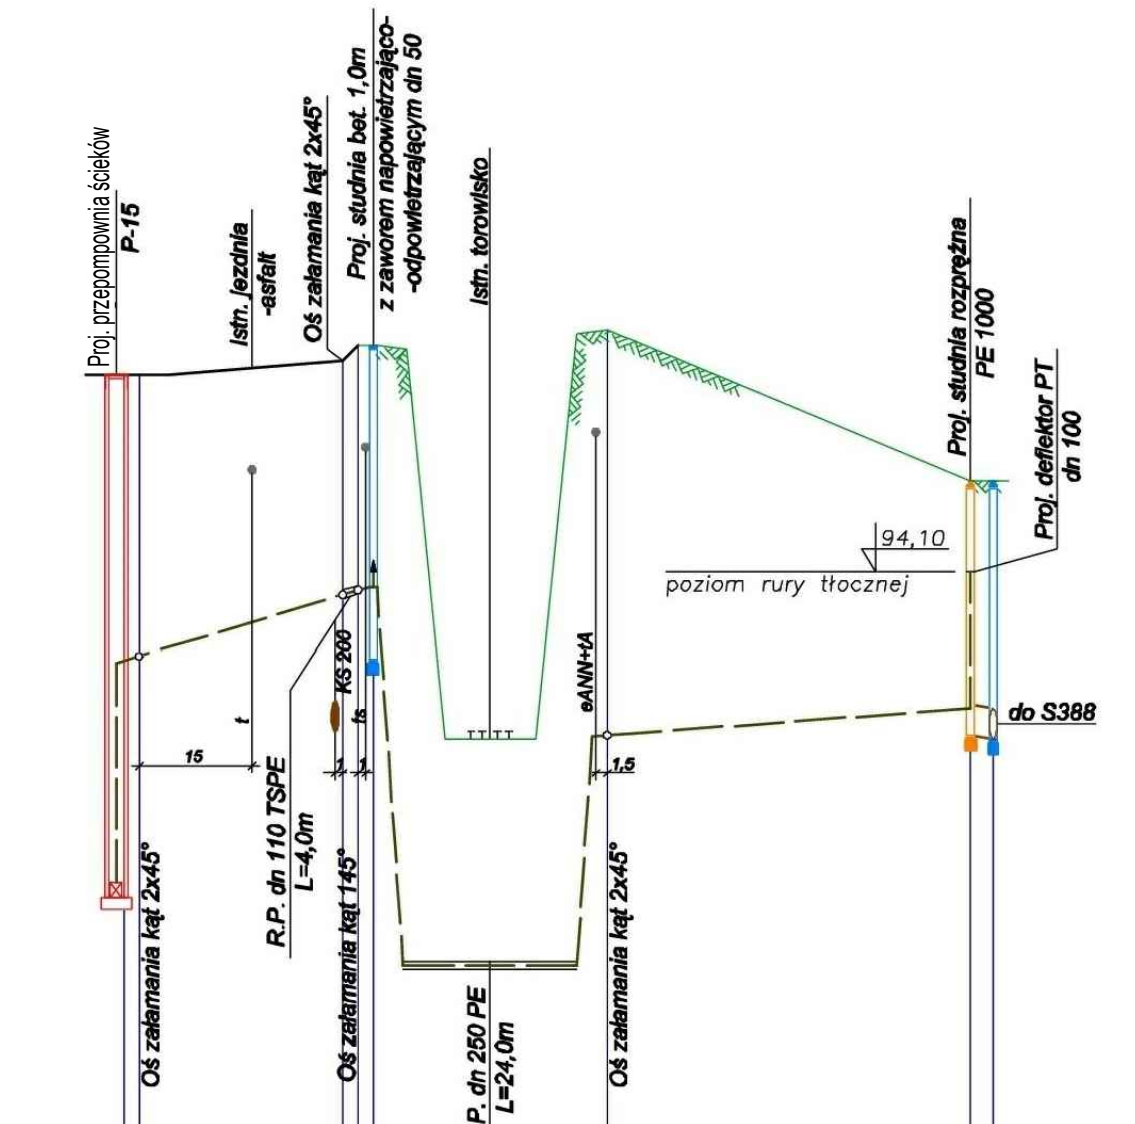 Proj. przepompownia ścieków
P-15
Istn. jezdnia
-asfalt
Oś załamania kąt 2x45°
Proj. studnia bet. 1,0m
z zaworem napowietrzająco-
-odpowietrzającym dn 50
Istn. torowisko
Proj. studnia rozprężna
PE 1000
Proj. deflektor PT
dn 100
94,10
poziom rury tłocznej
KS 200
eANN+tA
t
ts
do S388
15
1
1
1,5
R.P. dn 110 TSPE
L=4,0m
Oś załamania kąt 2x45°
Oś załamania kąt 145°
P. dn 250 PE
L=24,0m
Oś załamania kąt 2x45°